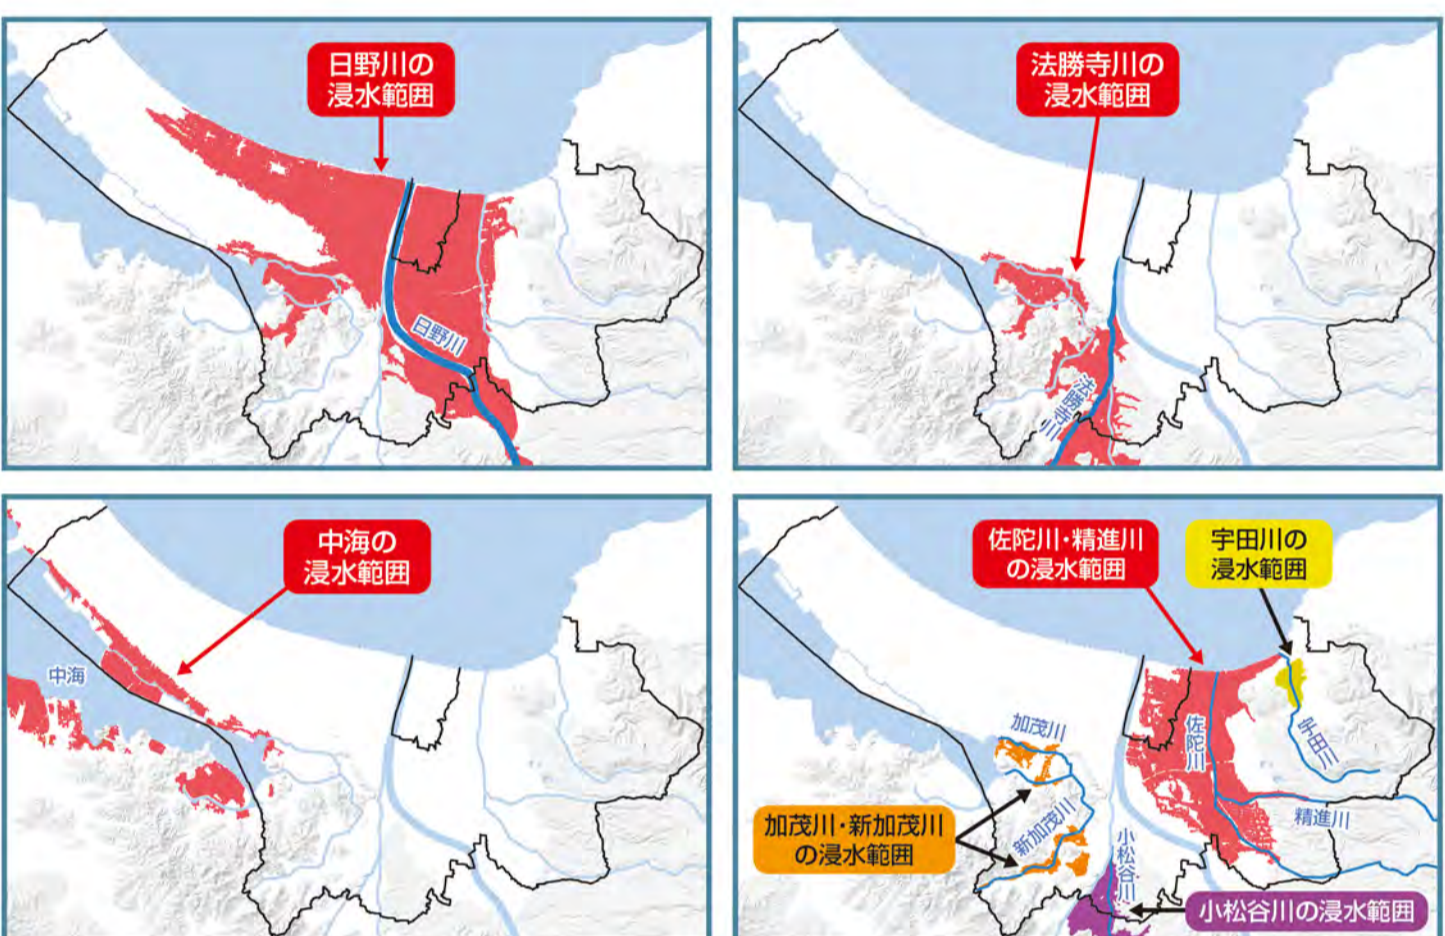 日野川の
浸水範囲
日野川
法勝寺川の
浸水範囲
法勝寺川
中海の
浸水範囲
中海
佐陀川・精進川
の浸水範囲
宇田川の
浸水範囲
加茂川
佐陀川
宇田川
加茂川・新加茂川
の浸水範囲
新加茂川
小松谷川
精進川
小松谷川の浸水範囲